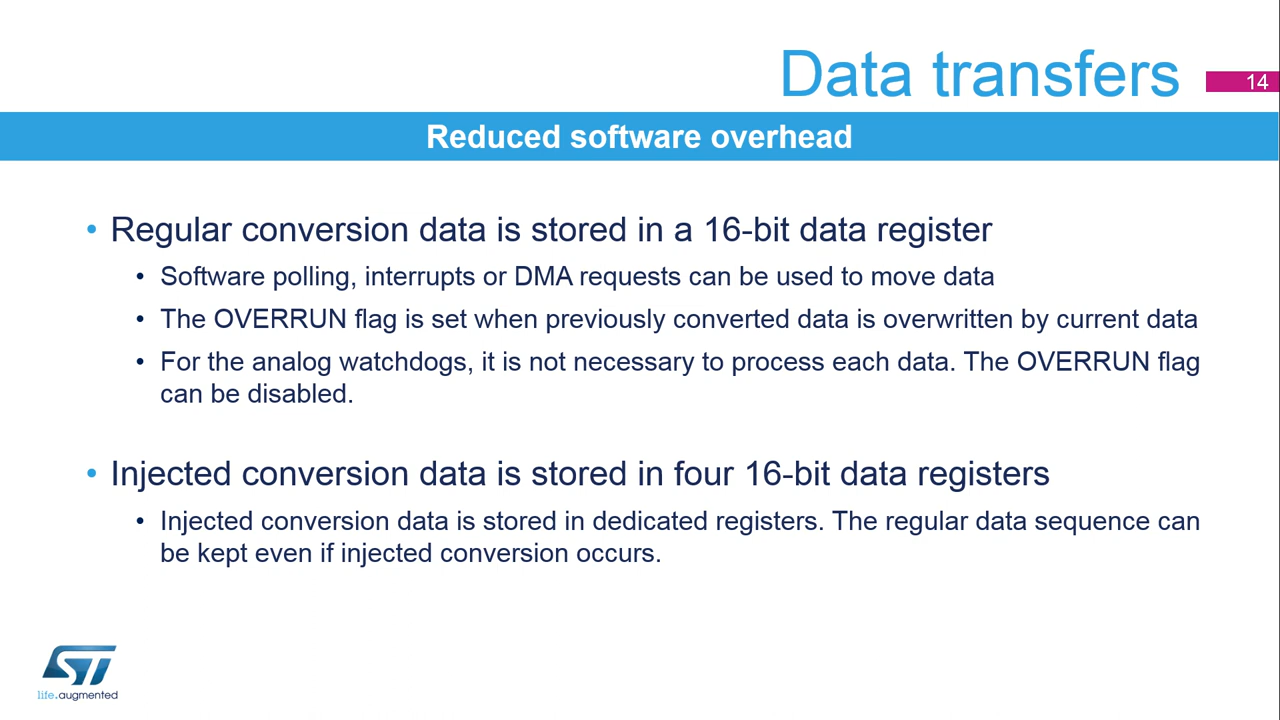 Data transfers
14
Reduced software overhead
• Regular conversion data is stored in a 16-bit data register
• Software polling, interrupts or DMA requests can be used to move data
• The OVERRUN flag is set when previously converted data is overwritten by current data
• For the analog watchdogs, it is not necessary to process each data. The OVERRUN flag
can be disabled.
• Injected conversion data is stored in four 16-bit data registers
• Injected conversion data is stored in dedicated registers. The regular data sequence can
be kept even if injected conversion occurs.
ST
life.augmented